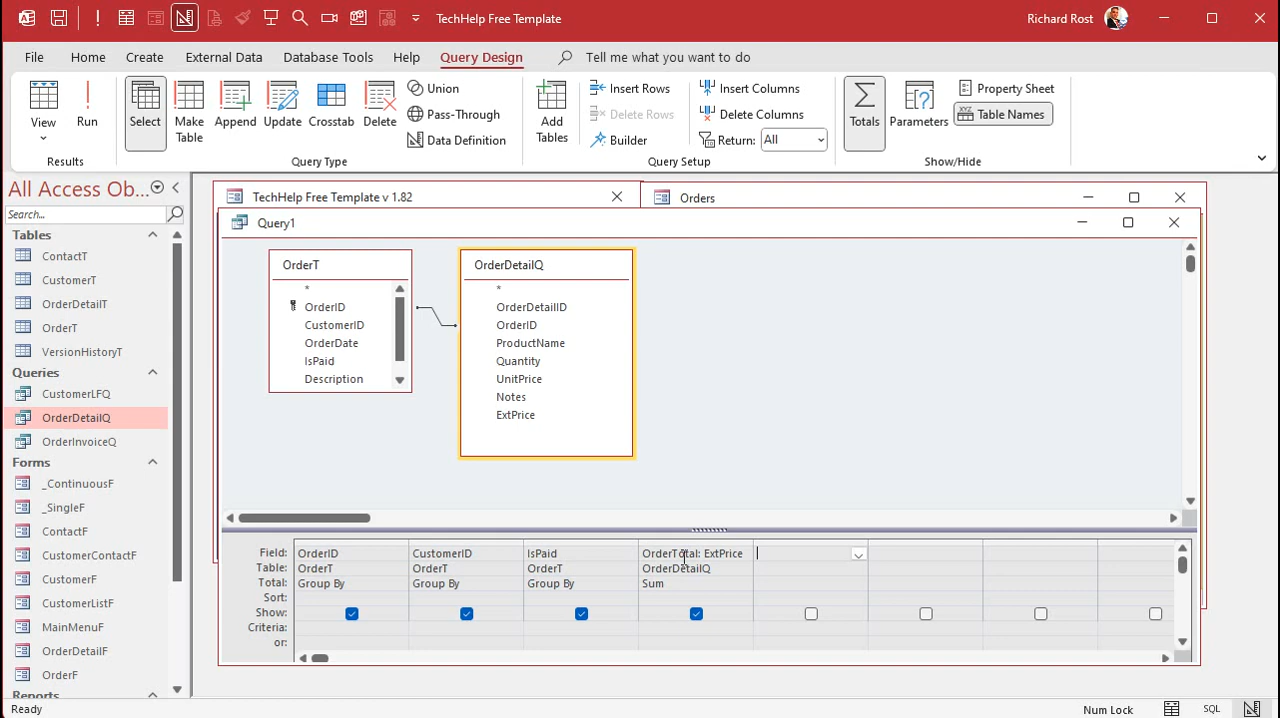 TechHelp Free Template
Richard Rost
File
Home
Create
External Data
Database Tools
Help
Query Design
Tell me what you want to do
View
Run
Results
Select
Make Table
Append
Update
Crosstab
Delete
Union
Pass-Through
Data Definition
Query Type
Add Tables
Insert Rows
Delete Rows
Builder
Insert Columns
Delete Columns
Return: All
Query Setup
Totals
Parameters
Property Sheet
Table Names
Show/Hide
All Access Ob...
Search...
Tables
ContactT
CustomerT
OrderDetailT
OrderT
VersionHistoryT
Queries
CustomerLFQ
OrderDetailQ
OrderInvoiceQ
Forms
_ContinuousF
_SingleF
ContactF
CustomerContactF
CustomerF
CustomerListF
MainMenuF
OrderDetailF
OrderF
Reports
TechHelp Free Template v 1.82
Orders
Query1
OrderT
*
OrderID
CustomerID
OrderDate
IsPaid
Description
OrderDetailQ
*
OrderDetailID
OrderID
ProductName
Quantity
UnitPrice
Notes
ExtPrice
Field: OrderID CustomerID IsPaid OrderTotal: ExtPrice
Table: OrderT OrderT OrderT OrderDetailQ
Total: Group By Group By Group By Sum
Sort:
Show:
Criteria:
or:
Ready
Num Lock
SQL